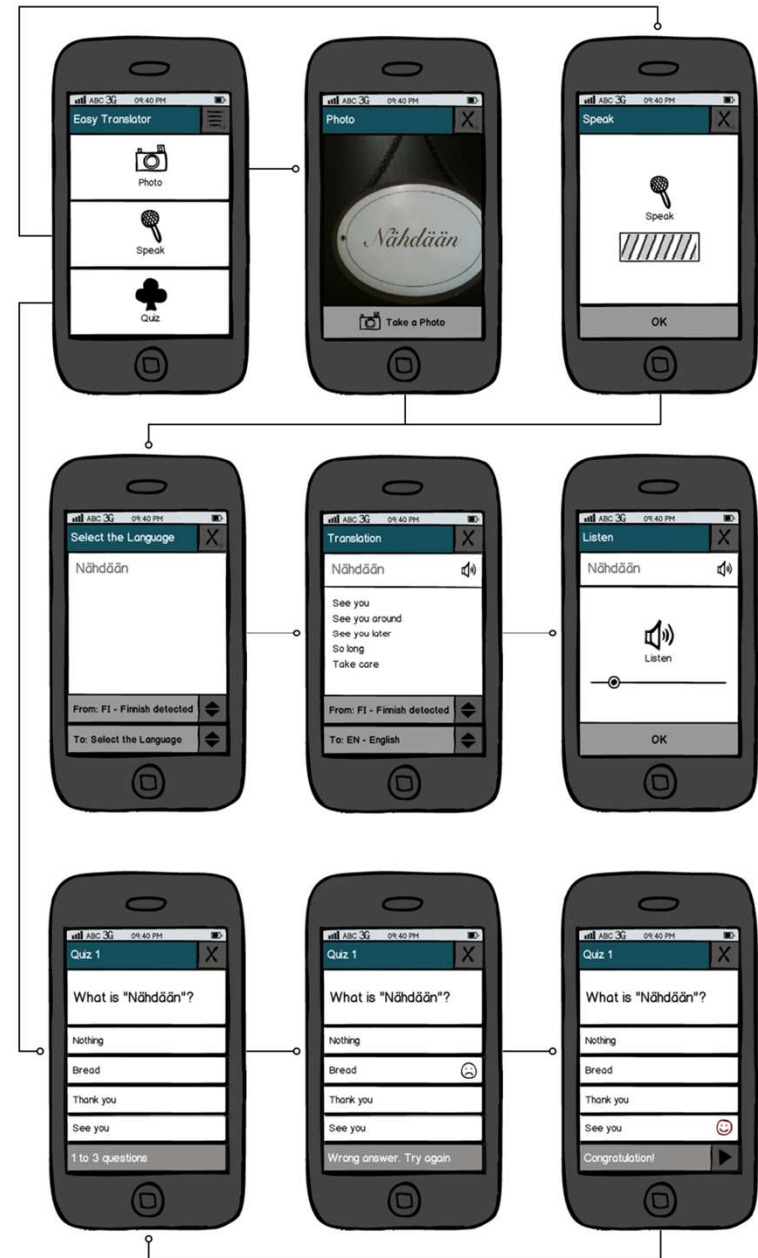 ABC 3G 09:40 PM
Easy Translator
Photo
Speak
Quiz
ABC 3G 09:40 PM
Photo
X
Nähdään
Take a Photo
ABC 3G 09:40 PM
Speak
X
Speak
OK
ABC 3G 09:40 PM
Select the Language
X
Nähdään
From: FI - Finnish detected
To: Select the Language
ABC 3G 09:40 PM
Translation
X
Nähdään
See you
See you around
See you later
So long
Take care
From: FI - Finnish detected
To: EN - English
ABC 3G 09:40 PM
Listen
X
Nähdään
Listen
OK
ABC 3G 09:40 PM
Quiz 1
X
What is "Nähdään"?
Nothing
Bread
Thank you
See you
1 to 3 questions
ABC 3G 09:40 PM
Quiz 1
X
What is "Nähdään"?
Nothing
Bread
Thank you
See you
Wrong answer. Try again
ABC 3G 09:40 PM
Quiz 1
X
What is "Nähdään"?
Nothing
Bread
Thank you
See you
Congratulation!